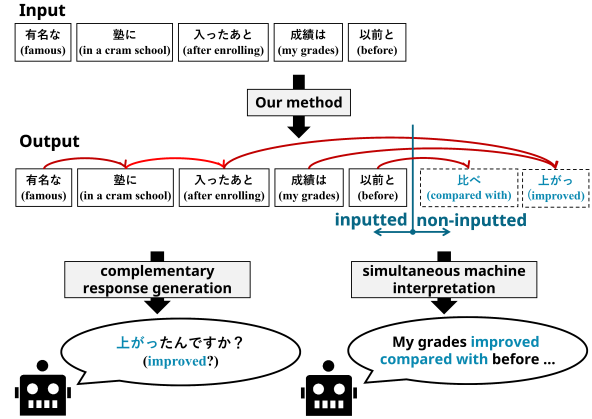 Input
有名な 塾に 入ったあと 成績は 以前と
(famous) (in a cram school) (after enrolling) (my grades) (before)
Our method
Output
有名な 塾に 入ったあと 成績は 以前と 比べ 上がっ
(famous) (in a cram school) (after enrolling) (my grades) (before) (compared with) (improved)
inputted non-inputted
complementary
response generation
simultaneous machine
interpretation
上がったんですか？
(improved?)
My grades improved
compared with before ...